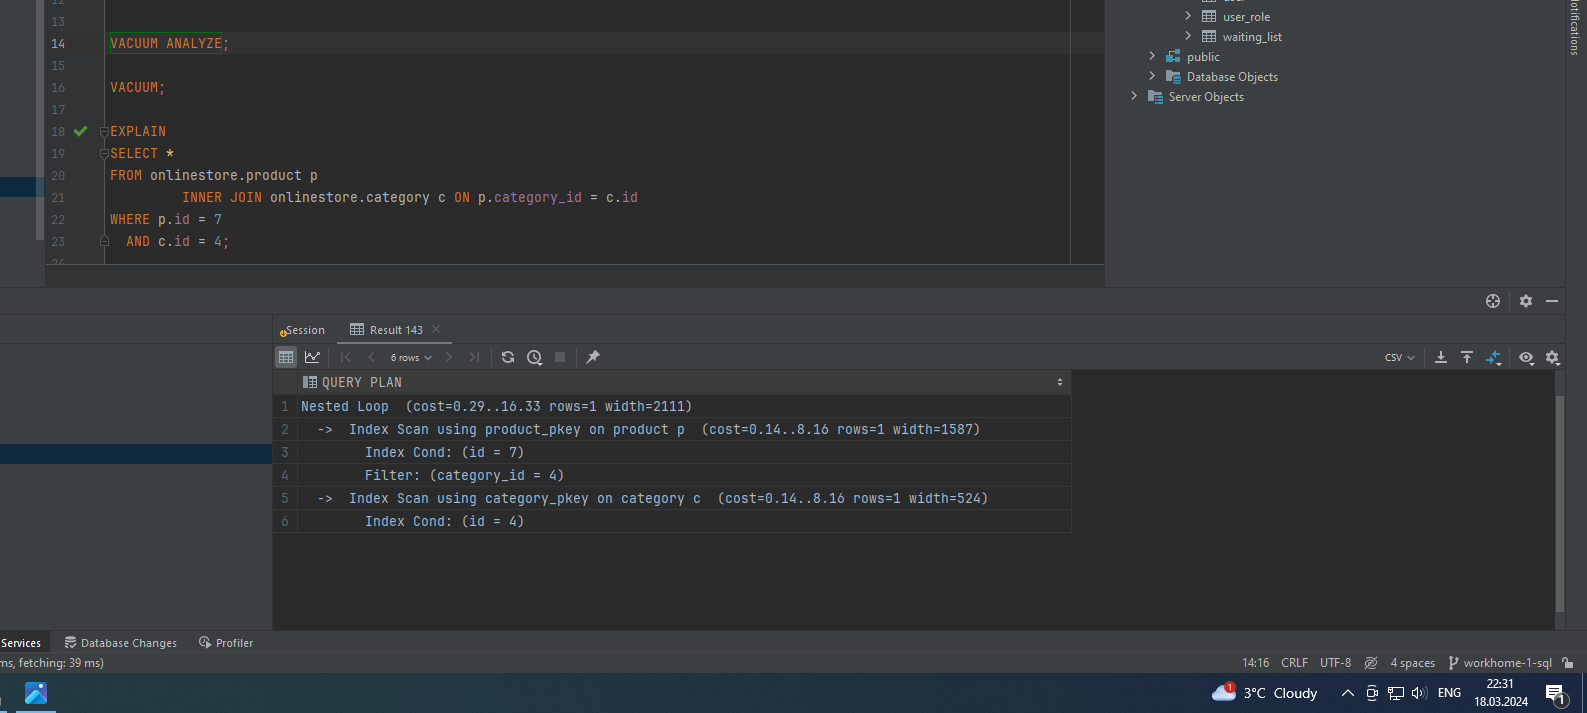 12
13
14 VACUUM ANALYZE;
15
16 VACUUM;
17
18 EXPLAIN
19 SELECT *
20 FROM onlinestore.product p
21 INNER JOIN onlinestore.category c ON p.category_id = c.id
22 WHERE p.id = 7
23 AND c.id = 4;
24
user
user_role
waiting_list
public
Database Objects
Server Objects
Notifications
Session
Result 143
6 rows
CSV
QUERY PLAN
1 Nested Loop (cost=0.29..16.33 rows=1 width=2111)
2 -> Index Scan using product_pkey on product p (cost=0.14..8.16 rows=1 width=1587)
3 Index Cond: (id = 7)
4 Filter: (category_id = 4)
5 -> Index Scan using category_pkey on category c (cost=0.14..8.16 rows=1 width=524)
6 Index Cond: (id = 4)
Services Database Changes Profiler
ms, fetching: 39 ms)
14:16 CRLF UTF-8 4 spaces workhome-1-sql
1 3°C Cloudy
ENG
22:31
18.03.2024
1